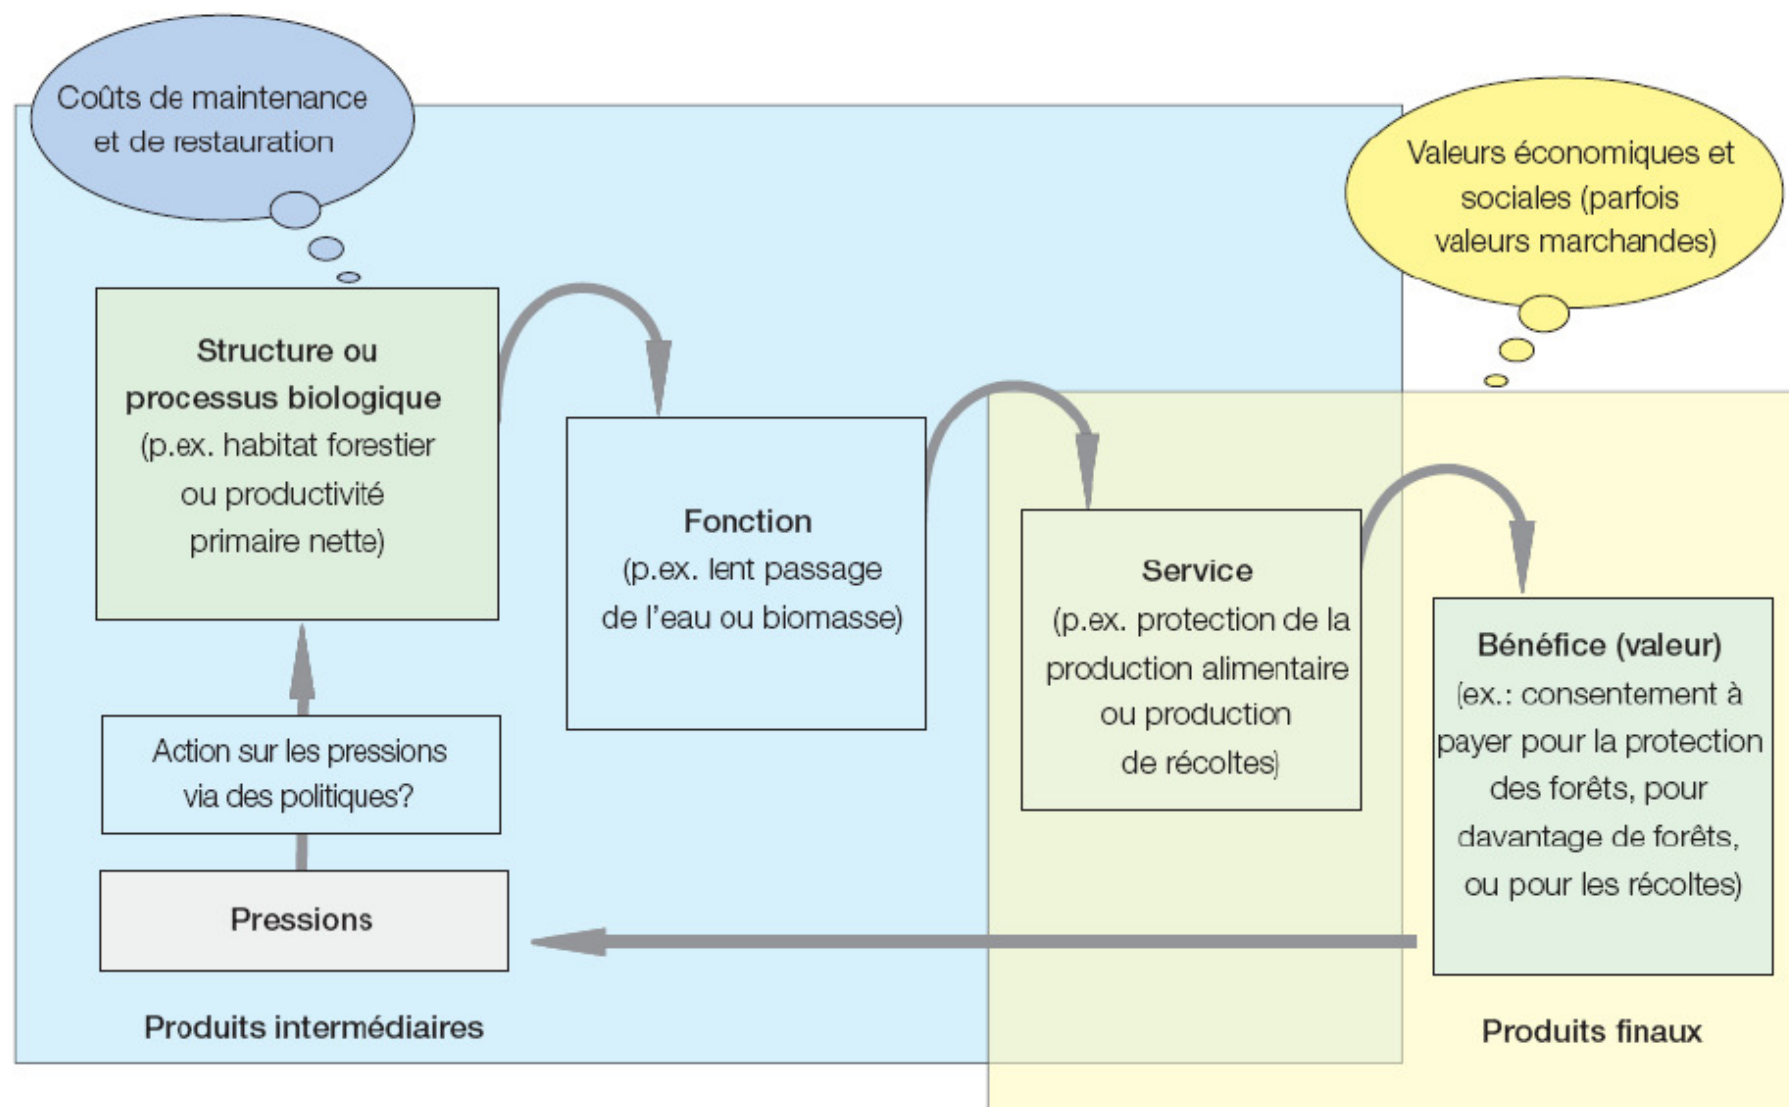 Coûts de maintenance
et de restauration
Valeurs économiques et
sociales (parfois
valeurs marchandes)
Structure ou
processus biologique
(p.ex. habitat forestier
ou productivité
primaire nette)
Fonction
(p.ex. lent passage
de l'eau ou biomasse)
Service
(p.ex. protection de la
production alimentaire
ou production
de récoltes)
Bénéfice (valeur)
(ex.: consentement à
payer pour la protection
des forêts, pour
davantage de forêts,
ou pour les récoltes)
Action sur les pressions
via des politiques?
Pressions
Produits intermédiaires
Produits finaux